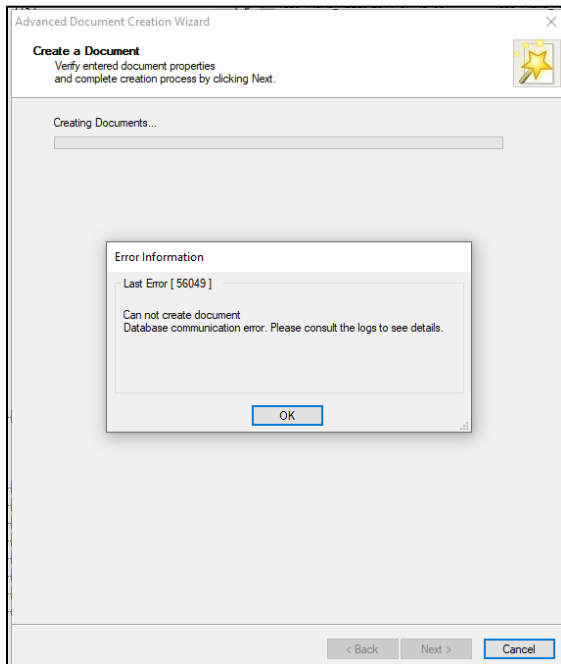 Advanced Document Creation Wizard
Create a Document
Verify entered document properties
and complete creation process by clicking Next.
Creating Documents...
Error Information
Last Error [ 56049 ]
Can not create document
Database communication error. Please consult the logs to see details.
OK
< Back Next > Cancel